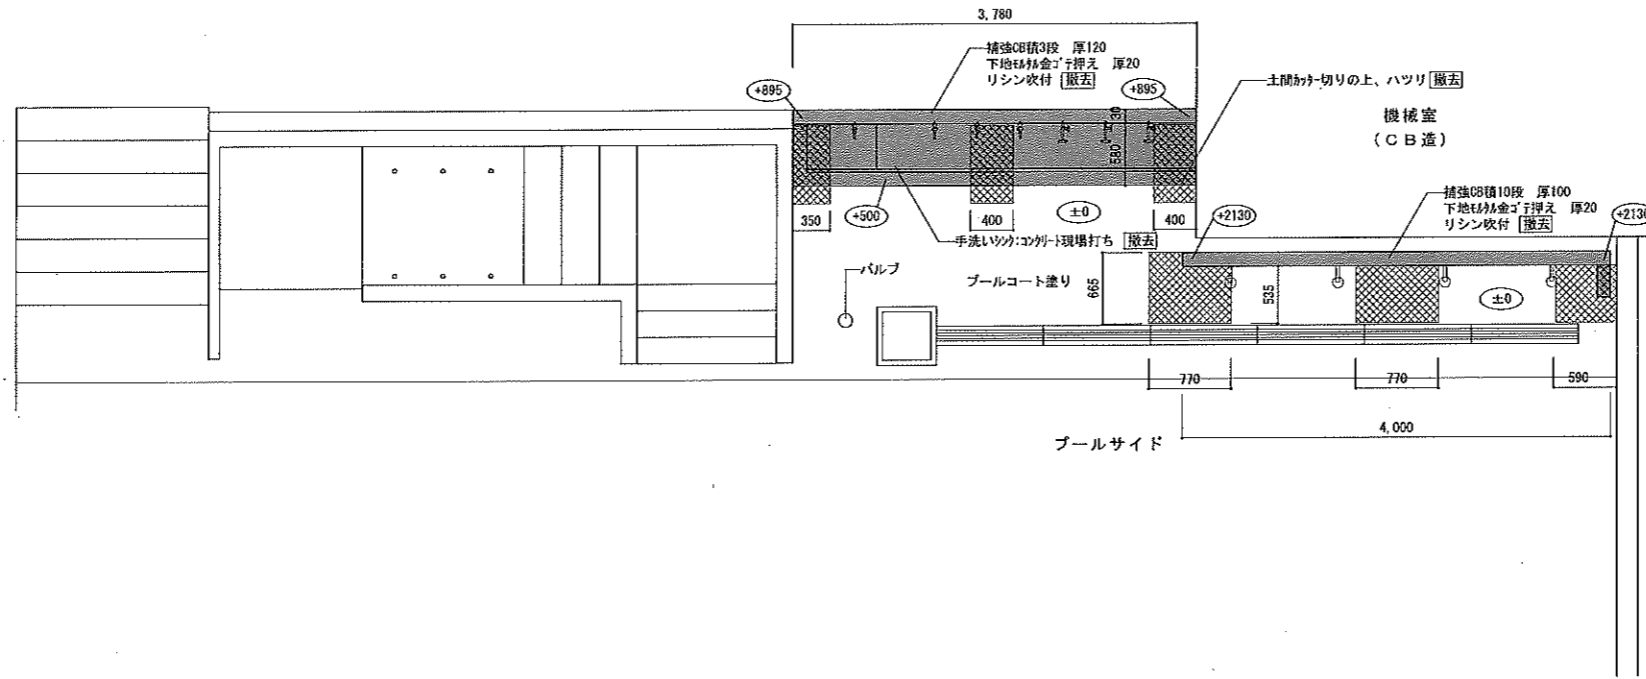 3,780
補強CB積3段 厚120
下地ﾓﾙﾀﾙ金ｺﾞﾃ押え 厚20
リシン吹付 撤去
土間ｶｯﾀｰ切りの上、ハツリ 撤去
+895
+895
30
機械室
(CB造)
580
補強CB積10段 厚100
下地ﾓﾙﾀﾙ金ｺﾞﾃ押え 厚20
リシン吹付 撤去
350
+500
400
±0
400
+2130
+2130
手洗いｼﾝｸ:ｺﾝｸﾘｰﾄ現場打ち 撤去
バルブ
プールコート塗り
665
535
±0
770
770
590
4,000
プールサイド